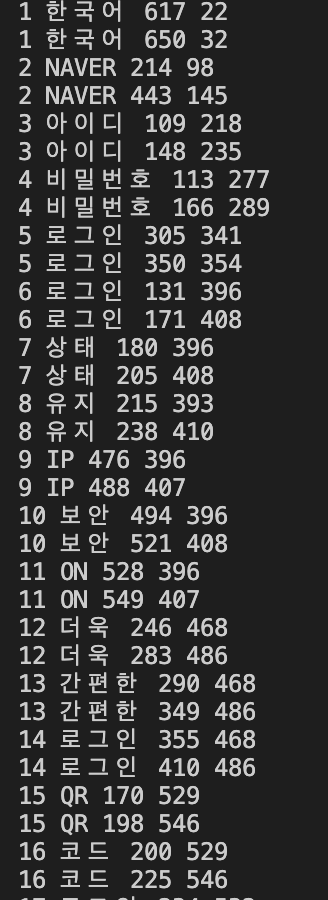 1 한국어 617 22
1 한국어 650 32
2 NAVER 214 98
2 NAVER 443 145
3 아이디 109 218
3 아이디 148 235
4 비밀번호 113 277
4 비밀번호 166 289
5 로그인 305 341
5 로그인 350 354
6 로그인 131 396
6 로그인 171 408
7 상태 180 396
7 상태 205 408
8 유지 215 393
8 유지 238 410
9 IP 476 396
9 IP 488 407
10 보안 494 396
10 보안 521 408
11 ON 528 396
11 ON 549 407
12 더욱 246 468
12 더욱 283 486
13 간편한 290 468
13 간편한 349 486
14 로그인 355 468
14 로그인 410 486
15 QR 170 529
15 QR 198 546
16 코드 200 529
16 코드 225 546